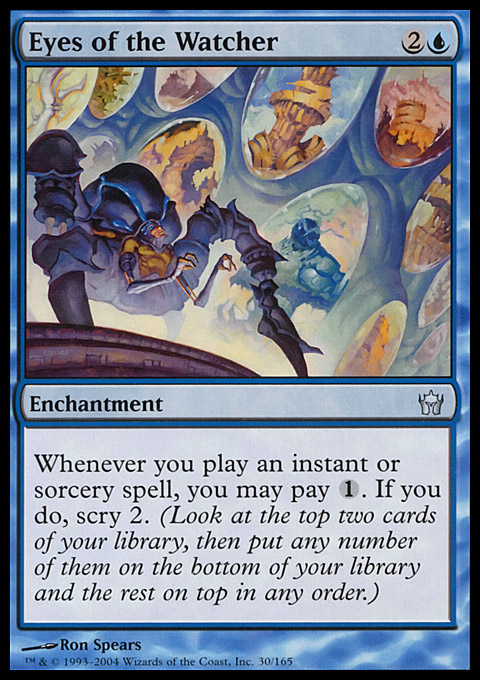 Eyes of the Watcher 2
Enchantment
Whenever you play an instant or
sorcery spell, you may pay 1. If you
do, scry 2. (Look at the top two cards
of your library, then put any number
of them on the bottom of your library
and the rest on top in any order.)
Ron Spears
™ & © 1993–2004 Wizards of the Coast, Inc. 30/165